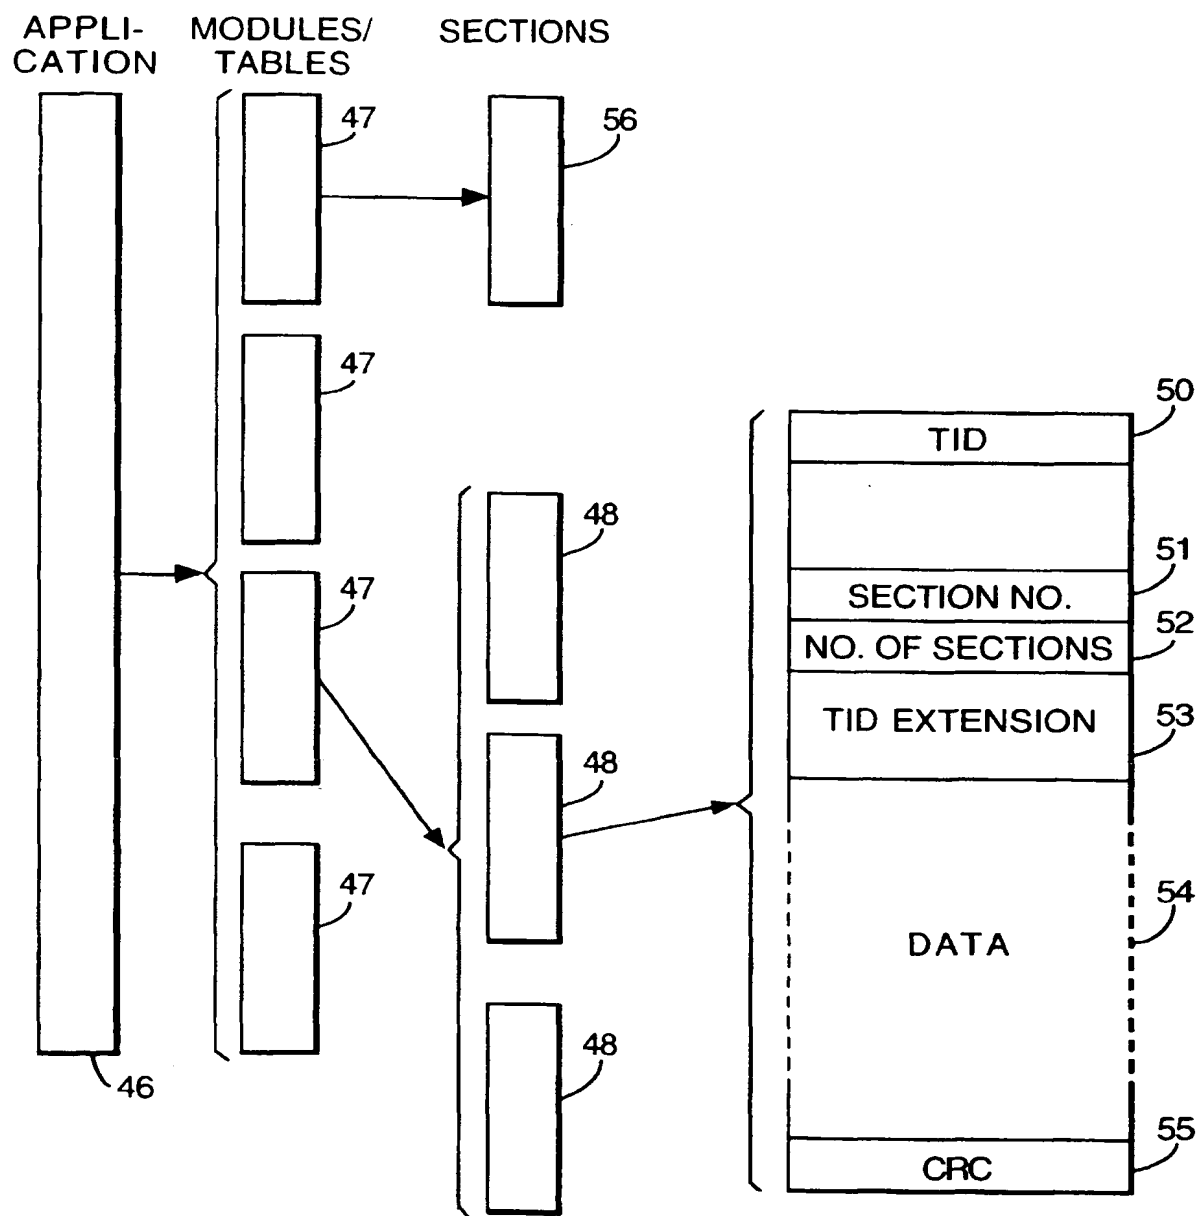 APPLI-
CATION
MODULES/
TABLES
SECTIONS
47
56
47
50
TID
48
51
SECTION NO.
47
52
NO. OF SECTIONS
TID EXTENSION
53
48
47
54
DATA
48
46
55
CRC